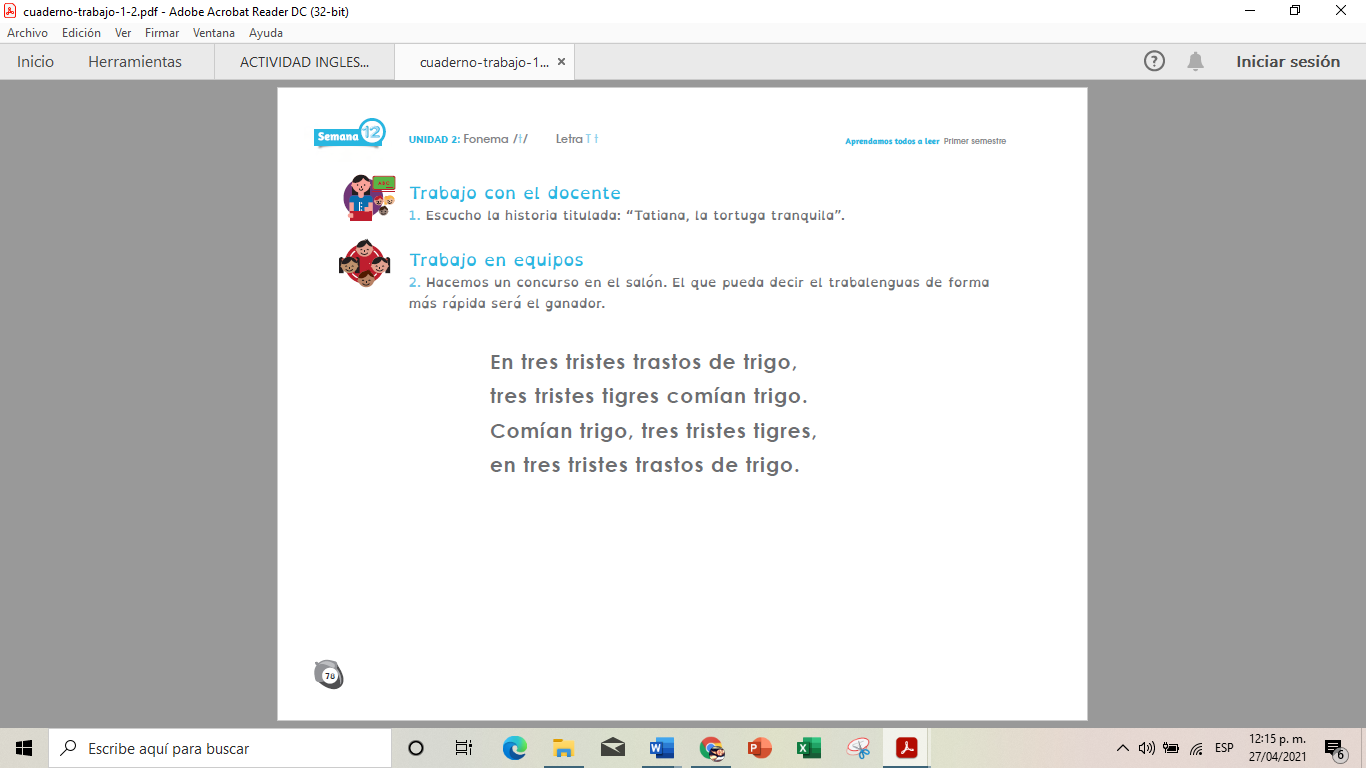 cuaderno-trabajo-1-2.pdf - Adobe Acrobat Reader DC (32-bit)
Archivo Edición Ver Firmar Ventana Ayuda
Inicio Herramientas ACTIVIDAD INGLES... cuaderno-trabajo-1... × ? Iniciar sesión
Semana 12 UNIDAD 2: Fonema /t/ Letra T t Aprendamos todos a leer Primer semestre
Trabajo con el docente
1. Escucho la historia titulada: “Tatiana, la tortuga tranquila”.
Trabajo en equipos
2. Hacemos un concurso en el salón. El que pueda decir el trabalenguas de forma
más rápida será el ganador.
En tres tristes trastos de trigo,
tres tristes tigres comían trigo.
Comían trigo, tres tristes tigres,
en tres tristes trastos de trigo.
78
Escribe aquí para buscar ESP 12:15 p. m.
27/04/2021 6